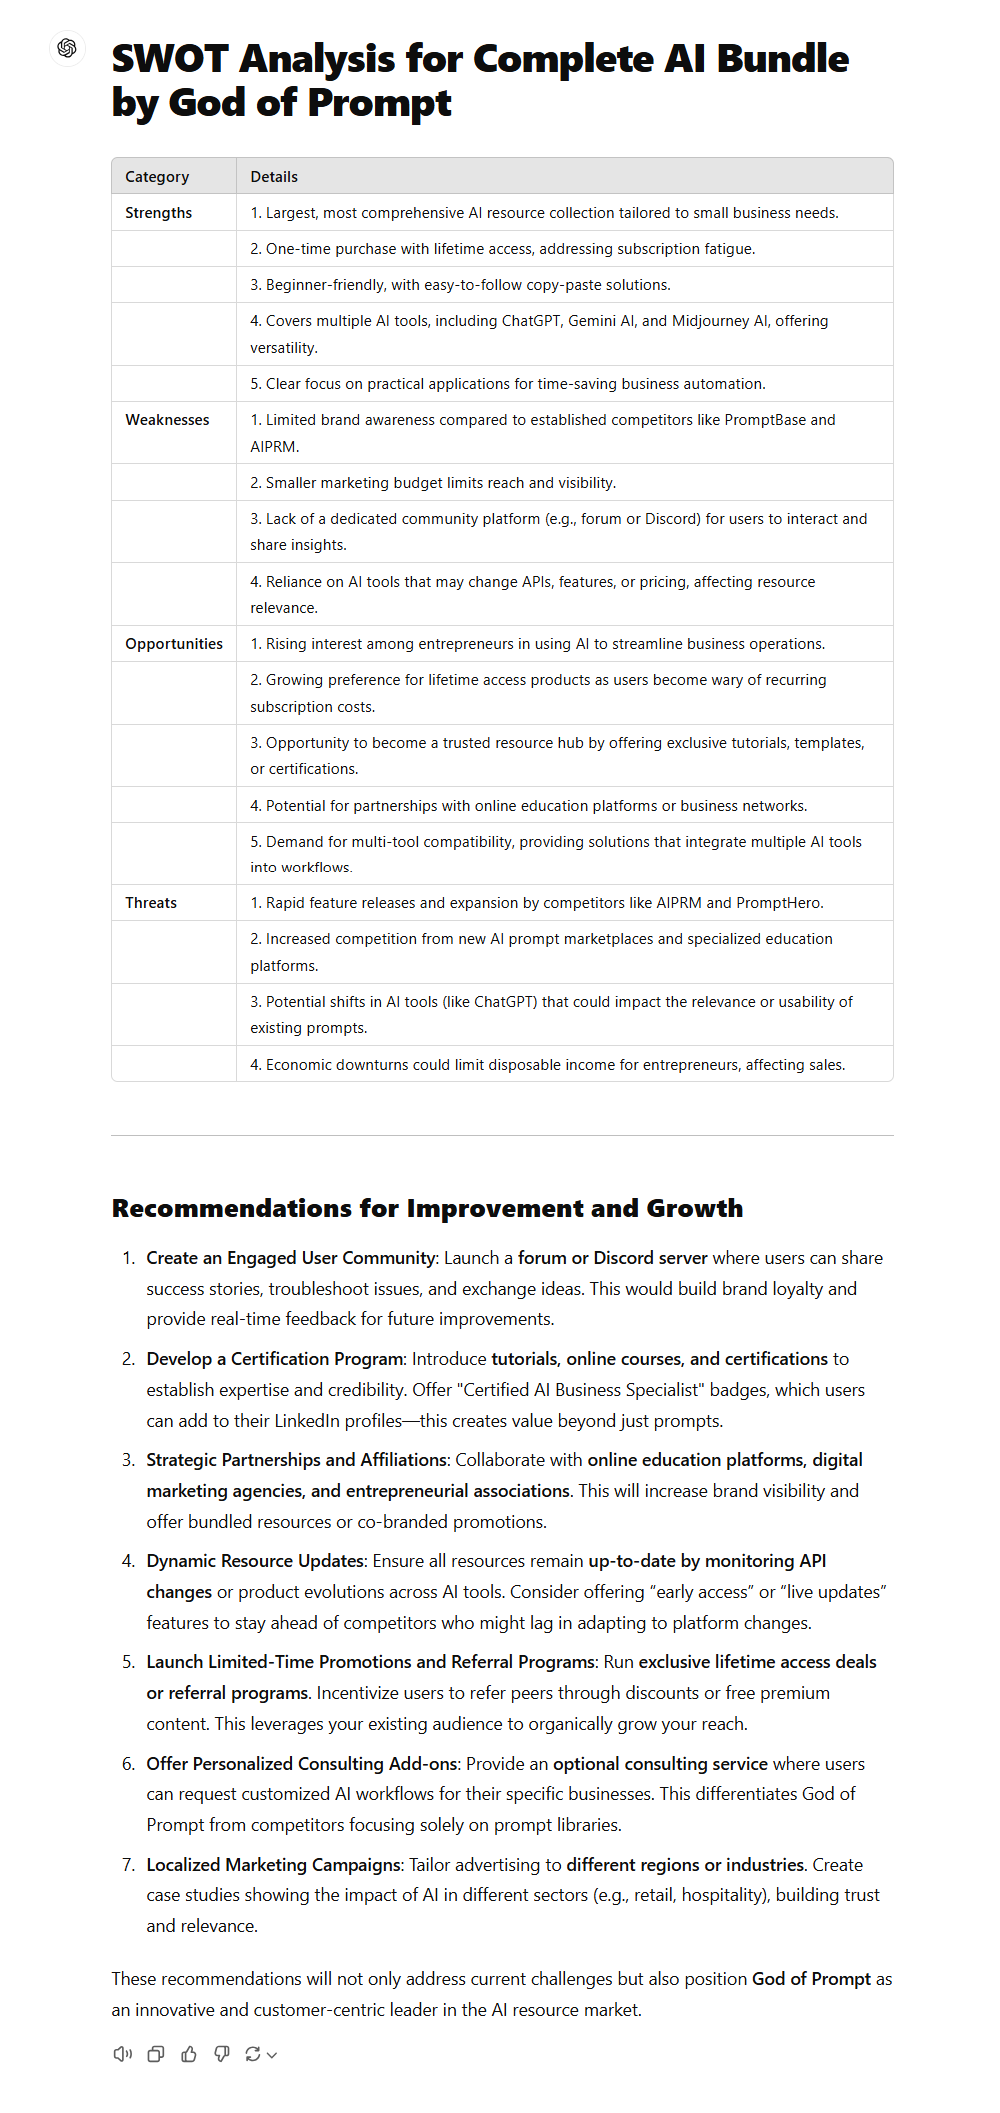 SWOT Analysis for Complete AI Bundle
by God of Prompt
Category Details
Strengths 1. Largest, most comprehensive AI resource collection tailored to small business needs.
2. One-time purchase with lifetime access, addressing subscription fatigue.
3. Beginner-friendly, with easy-to-follow copy-paste solutions.
4. Covers multiple AI tools, including ChatGPT, Gemini AI, and Midjourney AI, offering
versatility.
5. Clear focus on practical applications for time-saving business automation.
Weaknesses 1. Limited brand awareness compared to established competitors like PromptBase and
AIPRM.
2. Smaller marketing budget limits reach and visibility.
3. Lack of a dedicated community platform (e.g., forum or Discord) for users to interact and
share insights.
4. Reliance on AI tools that may change APIs, features, or pricing, affecting resource
relevance.
Opportunities 1. Rising interest among entrepreneurs in using AI to streamline business operations.
2. Growing preference for lifetime access products as users become wary of recurring
subscription costs.
3. Opportunity to become a trusted resource hub by offering exclusive tutorials, templates,
or certifications.
4. Potential for partnerships with online education platforms or business networks.
5. Demand for multi-tool compatibility, providing solutions that integrate multiple AI tools
into workflows.
Threats 1. Rapid feature releases and expansion by competitors like AIPRM and PromptHero.
2. Increased competition from new AI prompt marketplaces and specialized education
platforms.
3. Potential shifts in AI tools (like ChatGPT) that could impact the relevance or usability of
existing prompts.
4. Economic downturns could limit disposable income for entrepreneurs, affecting sales.
Recommendations for Improvement and Growth
1. Create an Engaged User Community: Launch a forum or Discord server where users can share
success stories, troubleshoot issues, and exchange ideas. This would build brand loyalty and
provide real-time feedback for future improvements.
2. Develop a Certification Program: Introduce tutorials, online courses, and certifications to
establish expertise and credibility. Offer "Certified AI Business Specialist" badges, which users
can add to their LinkedIn profiles—this creates value beyond just prompts.
3. Strategic Partnerships and Affiliations: Collaborate with online education platforms, digital
marketing agencies, and entrepreneurial associations. This will increase brand visibility and
offer bundled resources or co-branded promotions.
4. Dynamic Resource Updates: Ensure all resources remain up-to-date by monitoring API
changes or product evolutions across AI tools. Consider offering “early access” or “live updates”
features to stay ahead of competitors who might lag in adapting to platform changes.
5. Launch Limited-Time Promotions and Referral Programs: Run exclusive lifetime access deals
or referral programs. Incentivize users to refer peers through discounts or free premium
content. This leverages your existing audience to organically grow your reach.
6. Offer Personalized Consulting Add-ons: Provide an optional consulting service where users
can request customized AI workflows for their specific businesses. This differentiates God of
Prompt from competitors focusing solely on prompt libraries.
7. Localized Marketing Campaigns: Tailor advertising to different regions or industries. Create
case studies showing the impact of AI in different sectors (e.g., retail, hospitality), building trust
and relevance.
These recommendations will not only address current challenges but also position God of Prompt as
an innovative and customer-centric leader in the AI resource market.